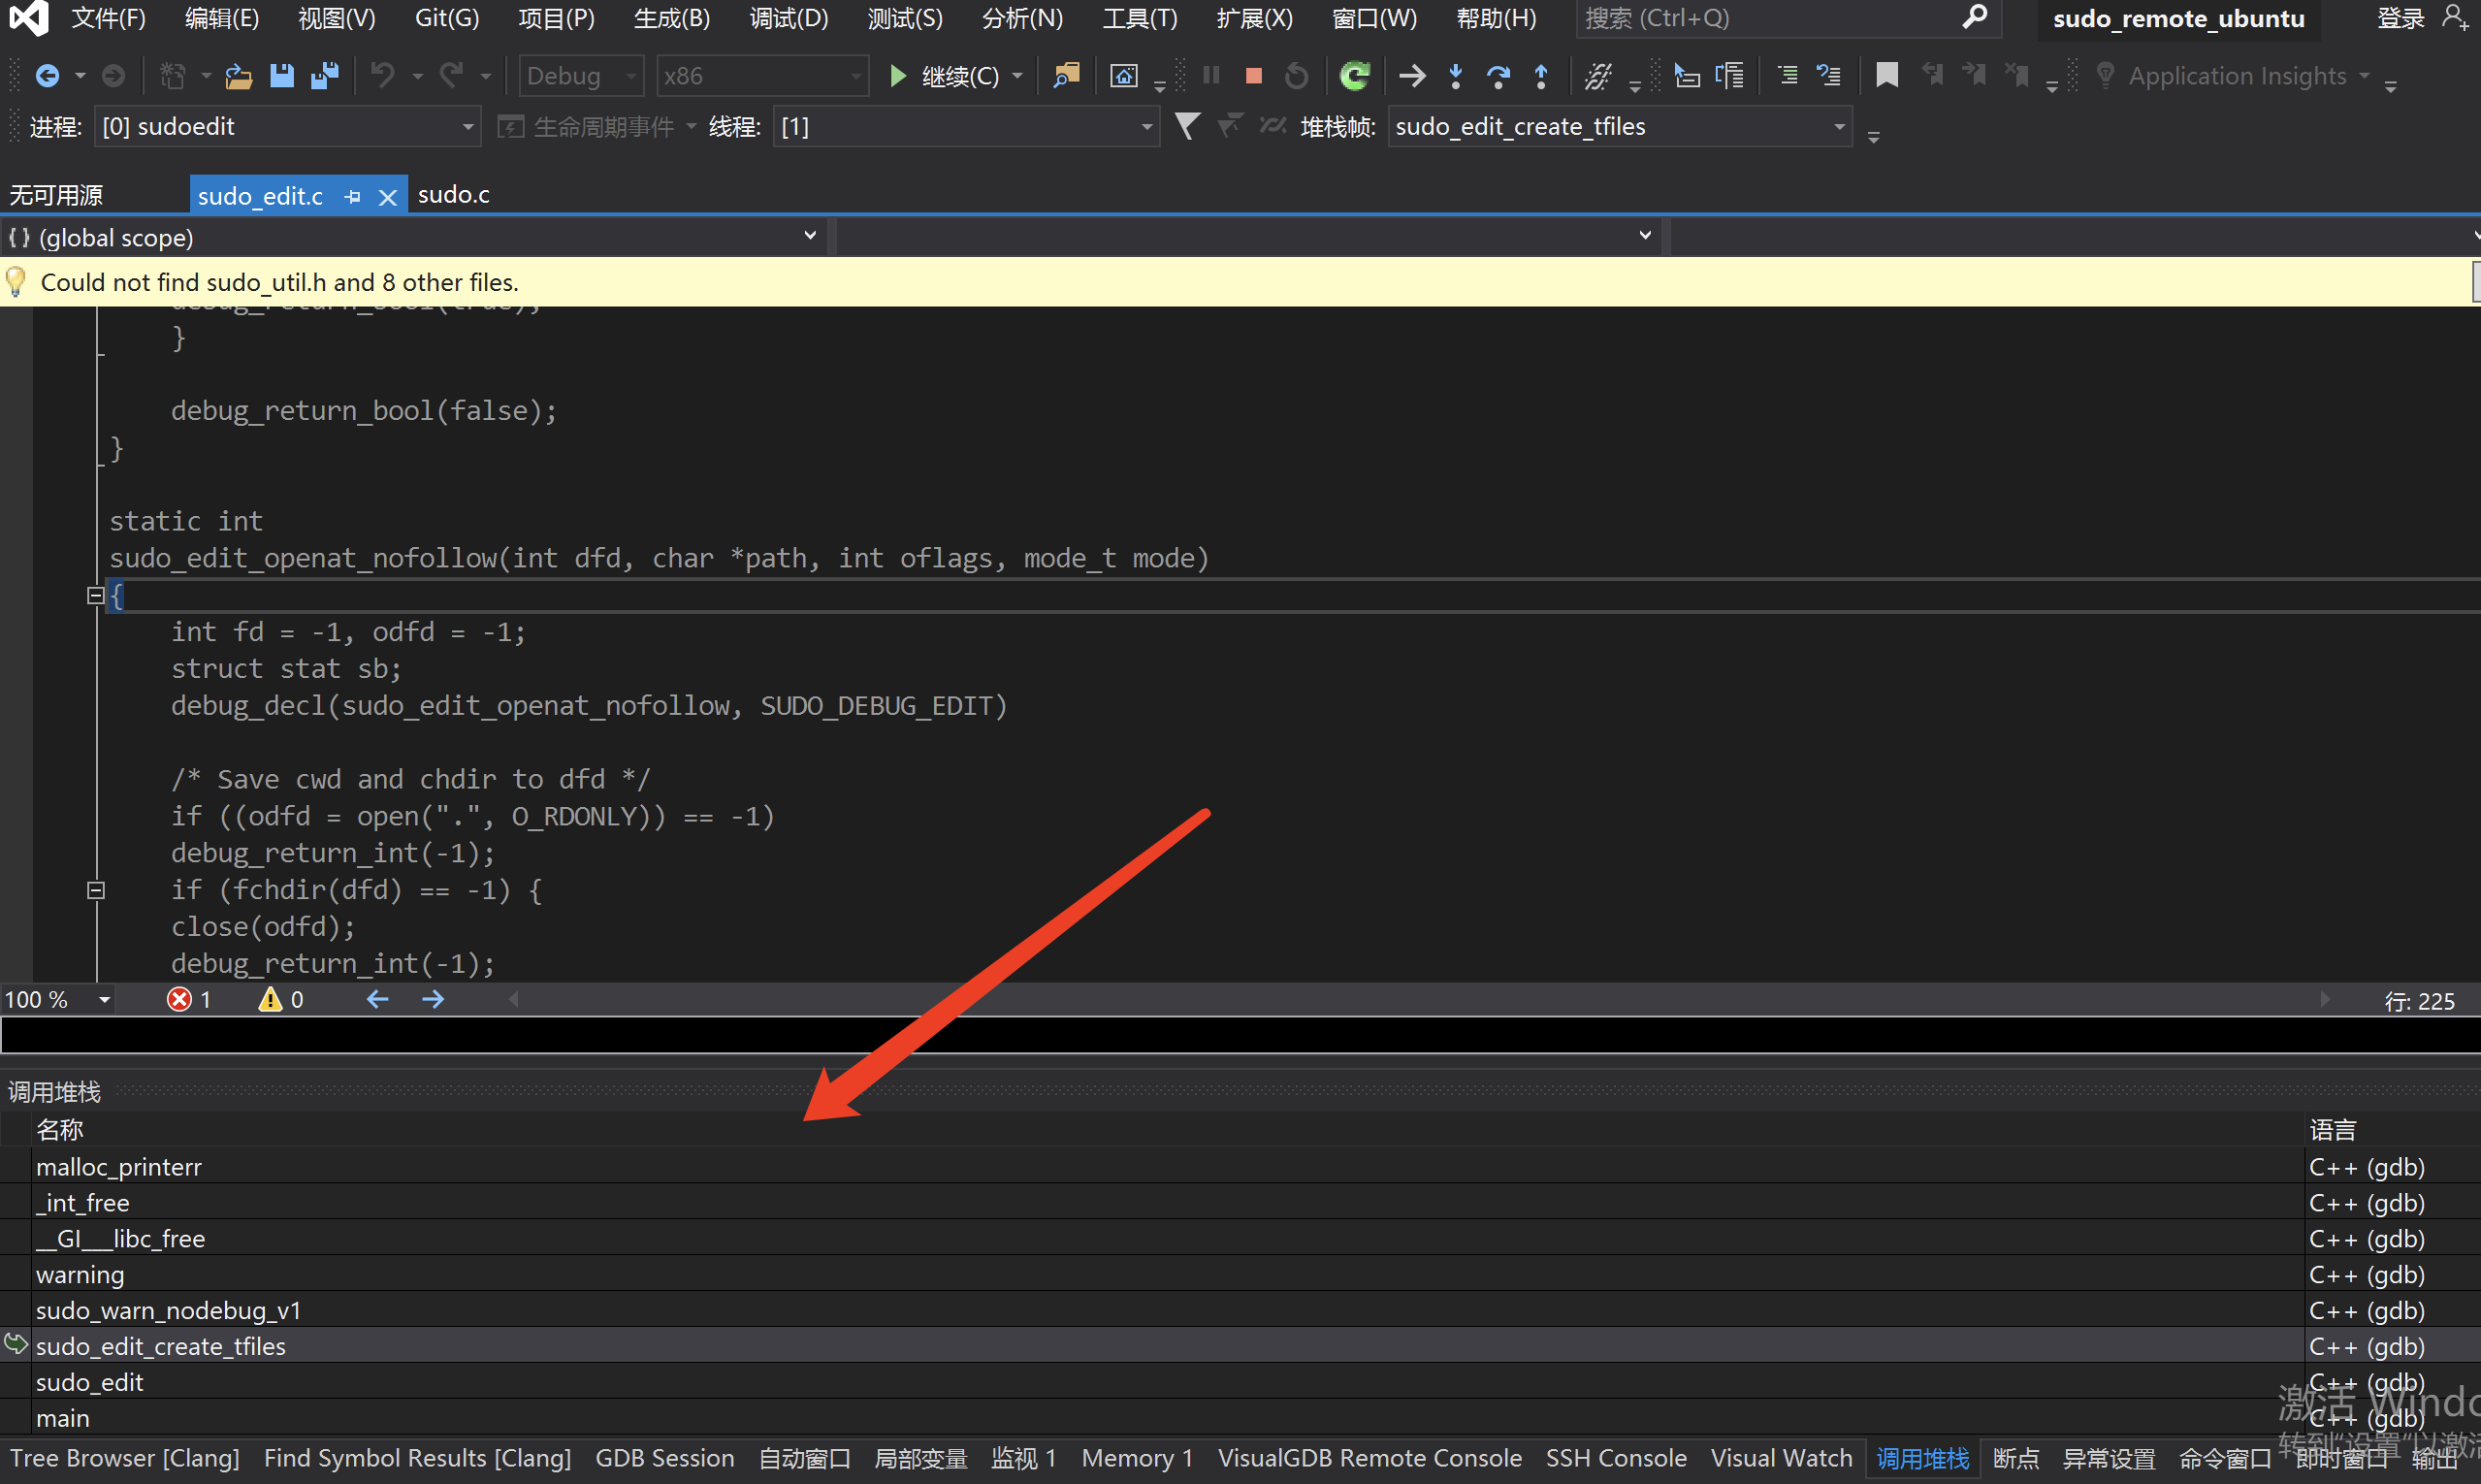 文件(F) 编辑(E) 视图(V) Git(G) 项目(P) 生成(B) 调试(D) 测试(S) 分析(N) 工具(T) 扩展(X) 窗口(W) 帮助(H) 搜索 (Ctrl+Q) sudo_remote_ubuntu 登录
Debug x86 继续(C) Application Insights
进程: [0] sudoedit 生命周期事件 线程: [1] 堆栈帧: sudo_edit_create_tfiles
无可用源 sudo_edit.c sudo.c
{} (global scope)
Could not find sudo_util.h and 8 other files.
debug_return_bool(true);
}
debug_return_bool(false);
}
static int
sudo_edit_openat_nofollow(int dfd, char *path, int oflags, mode_t mode)
{
int fd = -1, odfd = -1;
struct stat sb;
debug_decl(sudo_edit_openat_nofollow, SUDO_DEBUG_EDIT)
/* Save cwd and chdir to dfd */
if ((odfd = open(".", O_RDONLY)) == -1)
debug_return_int(-1);
if (fchdir(dfd) == -1) {
close(odfd);
debug_return_int(-1);
100 % 1 0 行: 225
调用堆栈
名称 语言
malloc_printerr C++ (gdb)
_int_free C++ (gdb)
__GI___libc_free C++ (gdb)
warning C++ (gdb)
sudo_warn_nodebug_v1 C++ (gdb)
sudo_edit_create_tfiles C++ (gdb)
sudo_edit C++ (gdb)
main C++ (gdb)
激活 Windo
转到"设置"以激活
Tree Browser [Clang] Find Symbol Results [Clang] GDB Session 自动窗口 局部变量 监视 1 Memory 1 VisualGDB Remote Console SSH Console Visual Watch 调用堆栈 断点 异常设置 命令窗口 即时窗口 输出